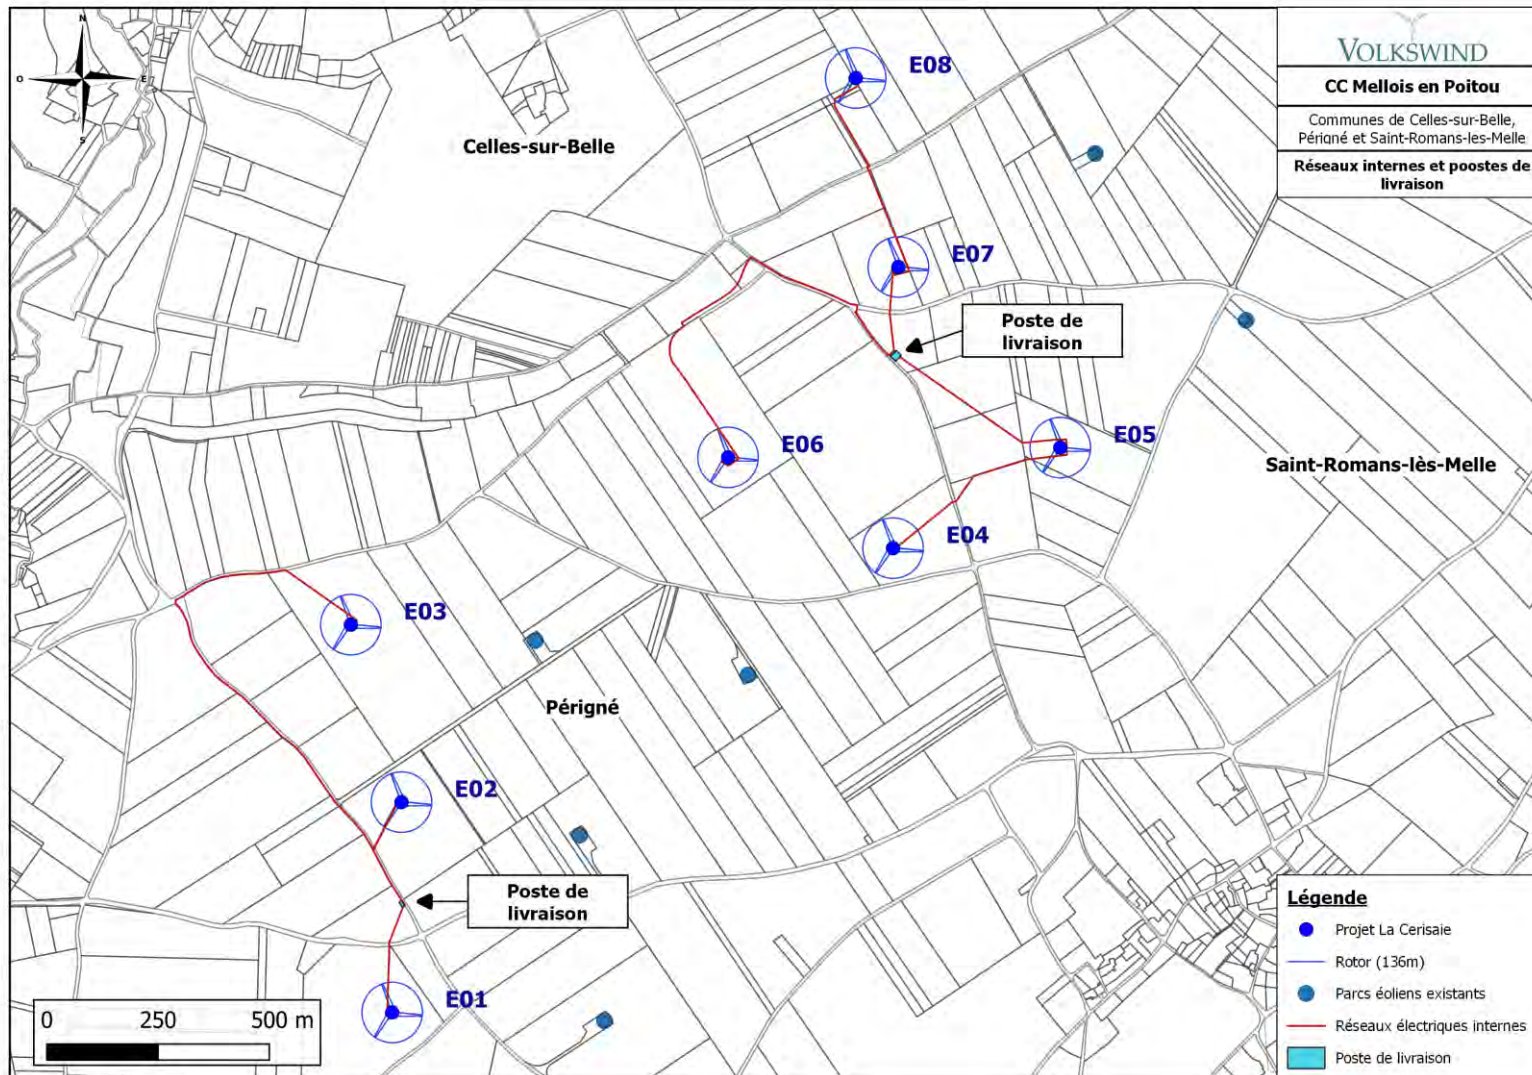 N
O
E
S
VOLKSWIND
CC Mellois en Poitou
Communes de Celles-sur-Belle,
Périgné et Saint-Romans-les-Melle
Réseaux internes et poostes de
livraison
E08
Celles-sur-Belle
E07
Poste de
livraison
E06
E05
Saint-Romans-lès-Melle
E04
E03
Périgné
E02
Poste de
livraison
E01
0 250 500 m
Légende
Projet La Cerisaie
Rotor (136m)
Parcs éoliens existants
Réseaux électriques internes
Poste de livraison